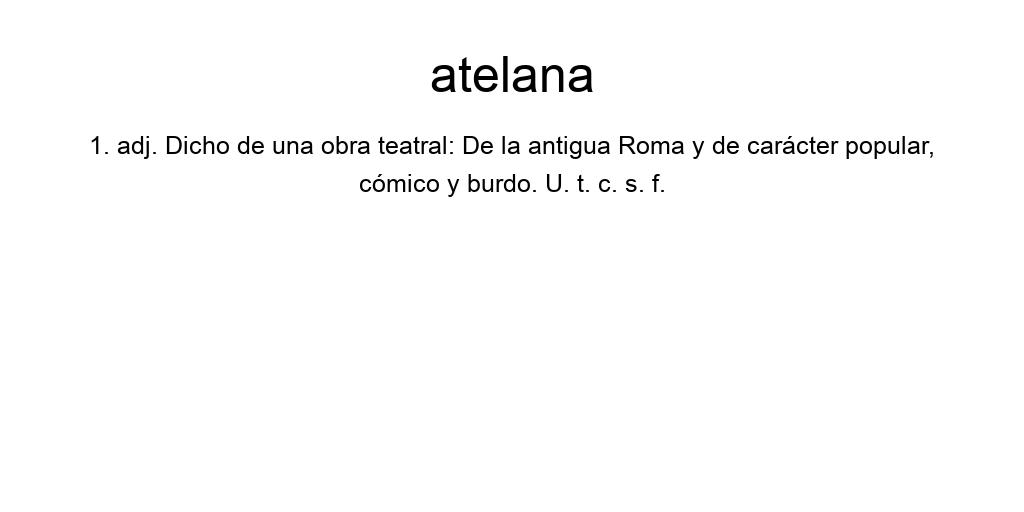 atelana
1. adj. Dicho de una obra teatral: De la antigua Roma y de carácter popular,
cómico y burdo. U. t. c. s. f.